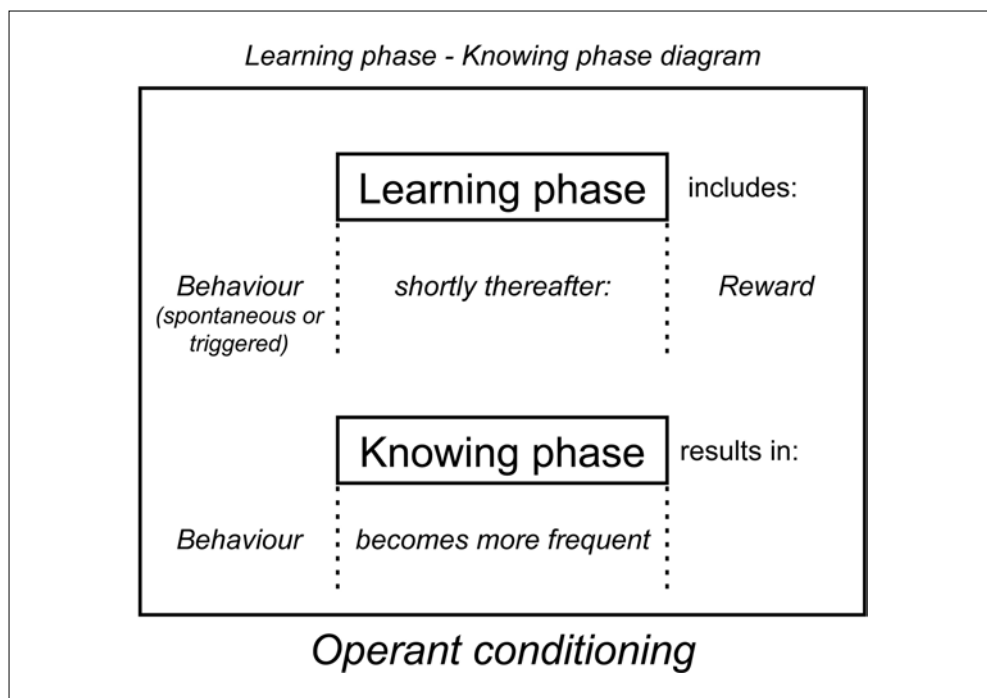 Learning phase - Knowing phase diagram
Learning phase includes:
Behaviour shortly thereafter: Reward
(spontaneous or
triggered)
Knowing phase results in:
Behaviour becomes more frequent
Operant conditioning